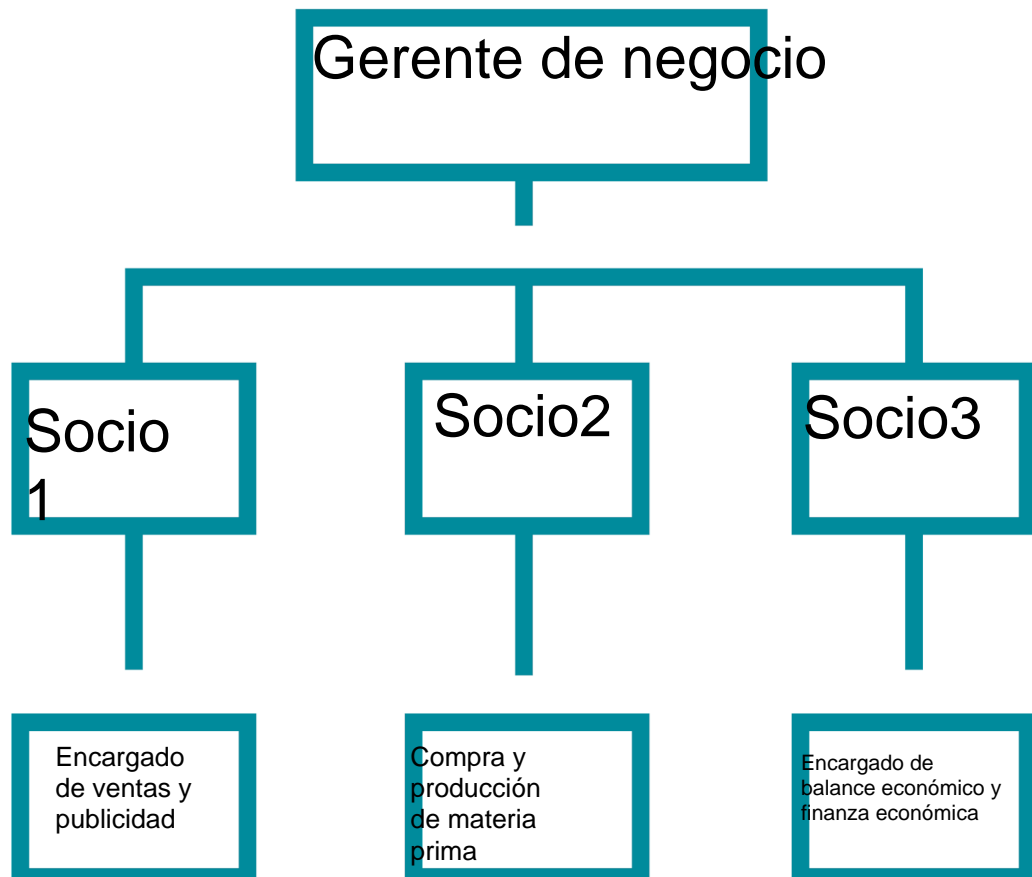 Gerente de negocio
Socio
1
Socio2
Socio3
Encargado
de ventas y
publicidad
Compra y
producción
de materia
prima
Encargado de
balance económico y
finanza económica